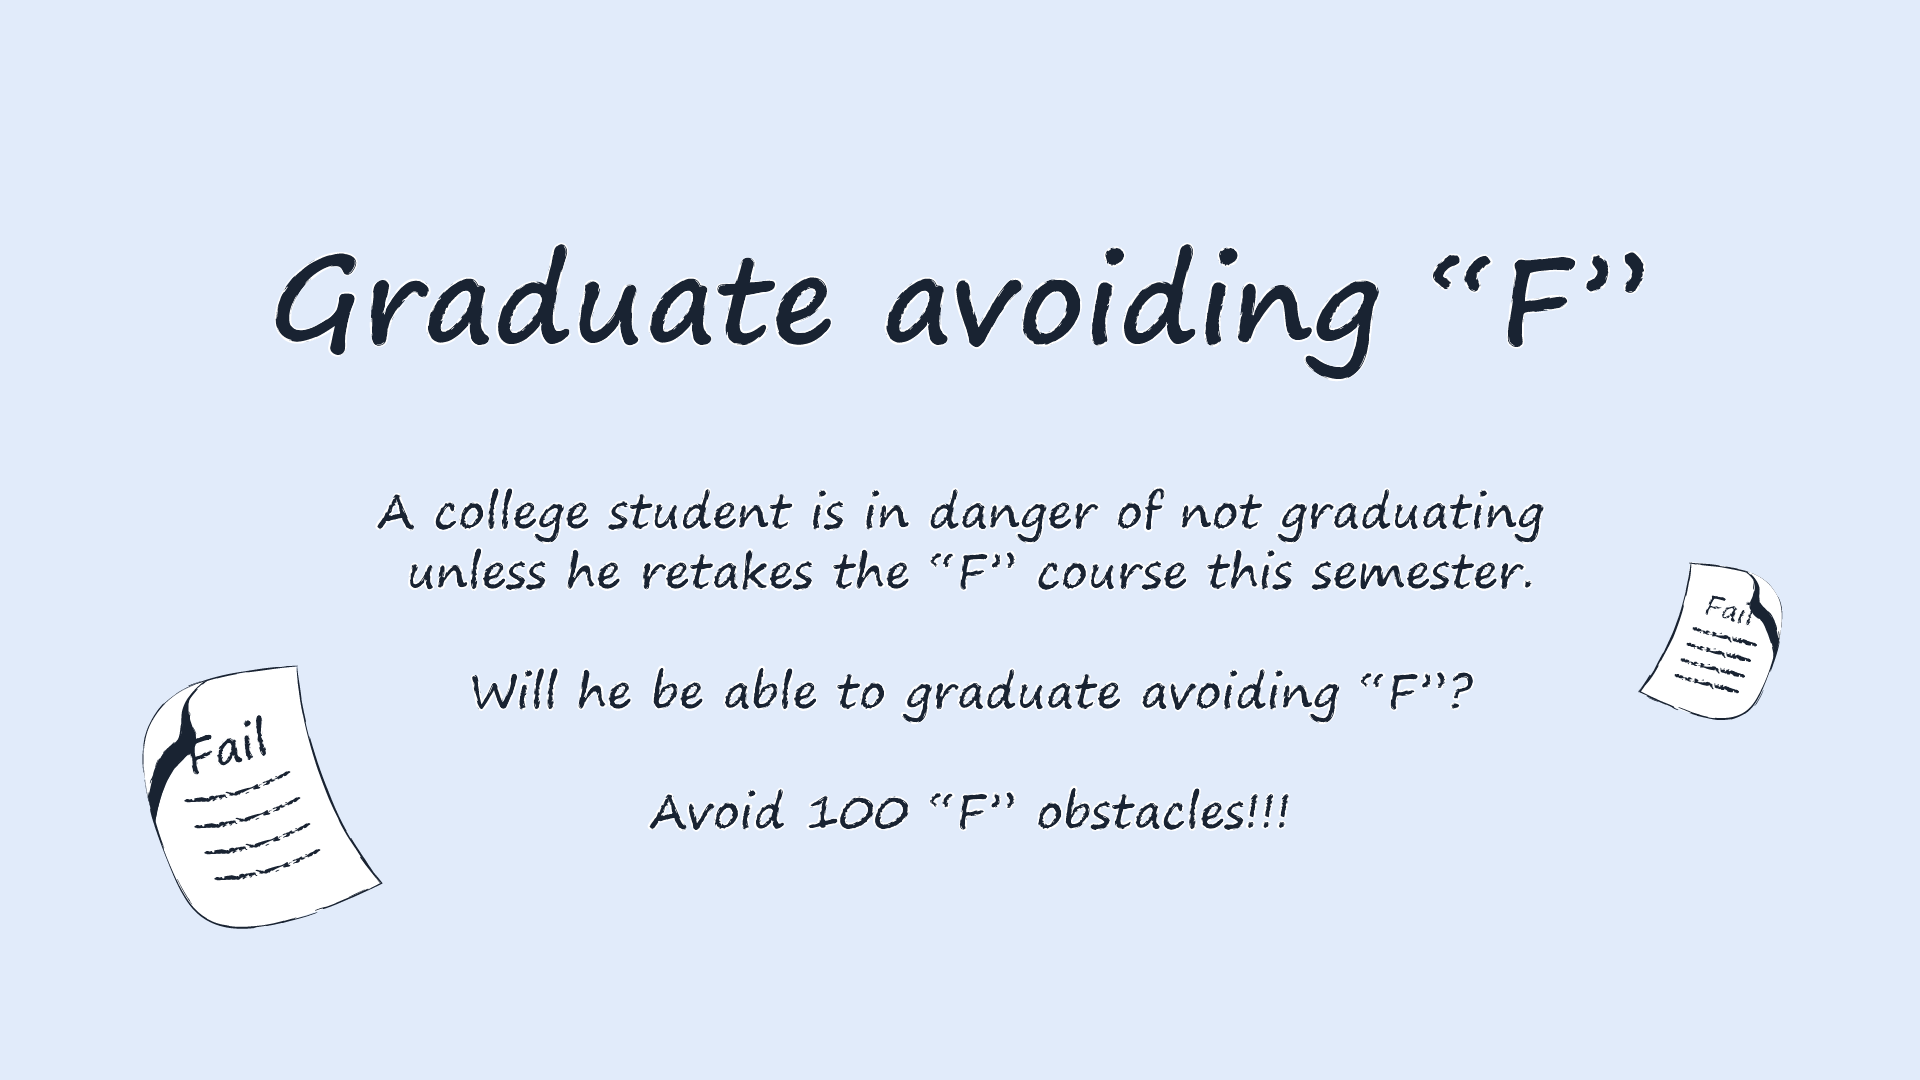 Graduate avoiding “F”
A college student is in danger of not graduating
unless he retakes the “F” course this semester.
Will he be able to graduate avoiding “F”?
Avoid 100 “F” obstacles!!!
Fail
Fail